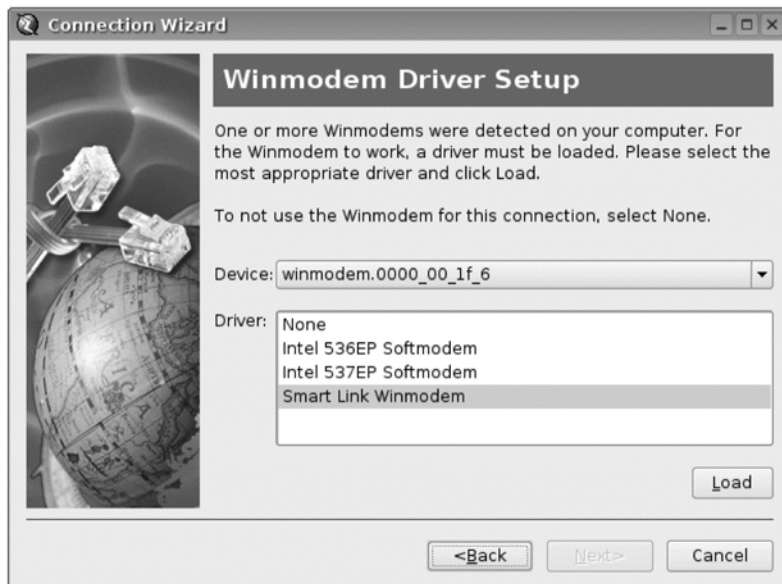 Connection Wizard
Winmodem Driver Setup
One or more Winmodems were detected on your computer. For
the Winmodem to work, a driver must be loaded. Please select the
most appropriate driver and click Load.
To not use the Winmodem for this connection, select None.
Device: winmodem.0000_00_1f_6
Driver:
None
Intel 536EP Softmodem
Intel 537EP Softmodem
Smart Link Winmodem
Load
<Back Next> Cancel